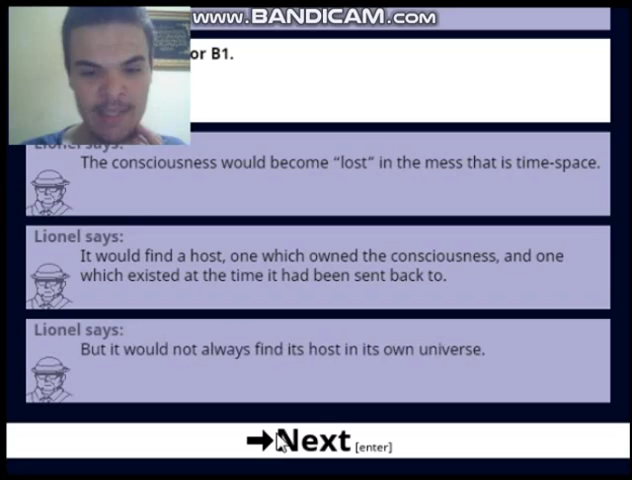 www.BANDICAM.com
or B1.
Lionel says:
The consciousness would become “lost” in the mess that is time-space.
Lionel says:
It would find a host, one which owned the consciousness, and one
which existed at the time it had been sent back to.
Lionel says:
But it would not always find its host in its own universe.
Next [enter]